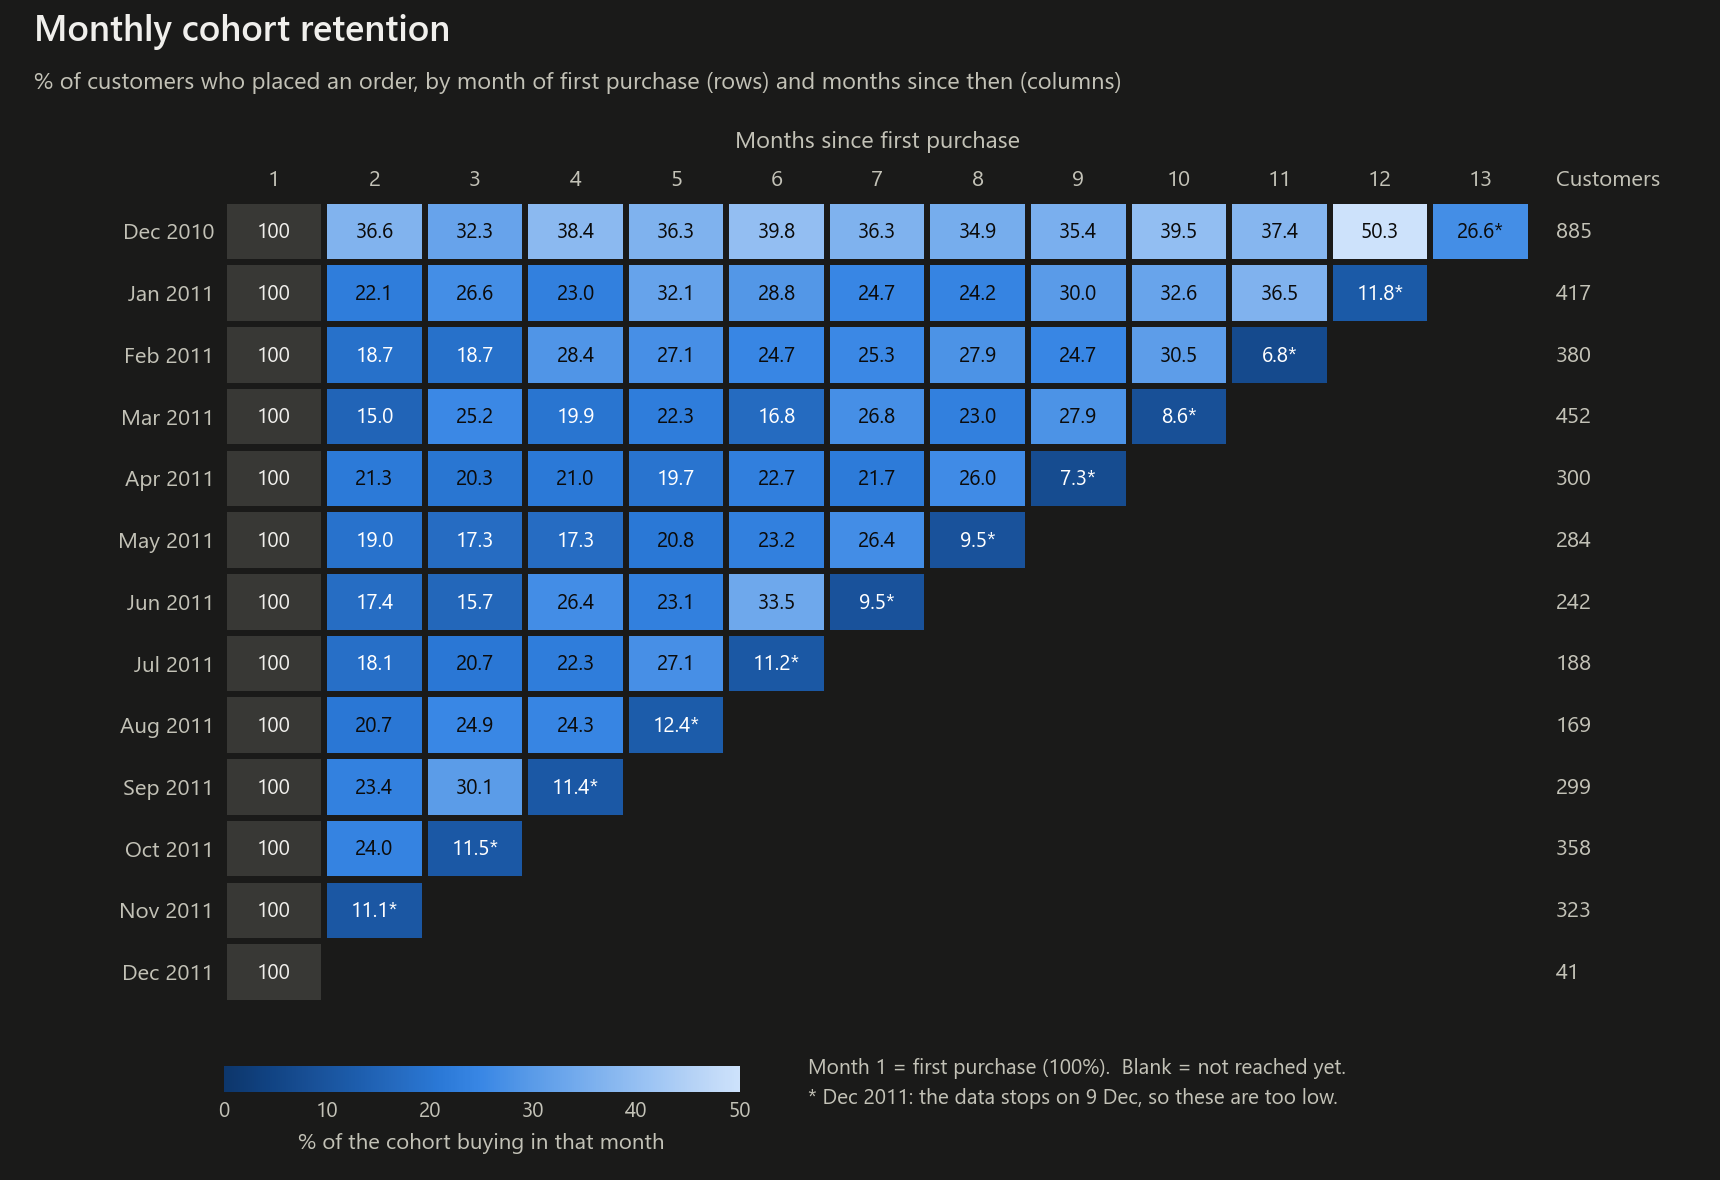 Monthly cohort retention
% of customers who placed an order, by month of first purchase (rows) and months since then (columns)
Months since first purchase
1 2 3 4 5 6 7 8 9 10 11 12 13 Customers
Dec 2010 100 36.6 32.3 38.4 36.3 39.8 36.3 34.9 35.4 39.5 37.4 50.3 26.6* 885
Jan 2011 100 22.1 26.6 23.0 32.1 28.8 24.7 24.2 30.0 32.6 36.5 11.8* 417
Feb 2011 100 18.7 18.7 28.4 27.1 24.7 25.3 27.9 24.7 30.5 6.8* 380
Mar 2011 100 15.0 25.2 19.9 22.3 16.8 26.8 23.0 27.9 8.6* 452
Apr 2011 100 21.3 20.3 21.0 19.7 22.7 21.7 26.0 7.3* 300
May 2011 100 19.0 17.3 17.3 20.8 23.2 26.4 9.5* 284
Jun 2011 100 17.4 15.7 26.4 23.1 33.5 9.5* 242
Jul 2011 100 18.1 20.7 22.3 27.1 11.2* 188
Aug 2011 100 20.7 24.9 24.3 12.4* 169
Sep 2011 100 23.4 30.1 11.4* 299
Oct 2011 100 24.0 11.5* 358
Nov 2011 100 11.1* 323
Dec 2011 100 41
0 10 20 30 40 50
% of the cohort buying in that month
Month 1 = first purchase (100%). Blank = not reached yet.
* Dec 2011: the data stops on 9 Dec, so these are too low.